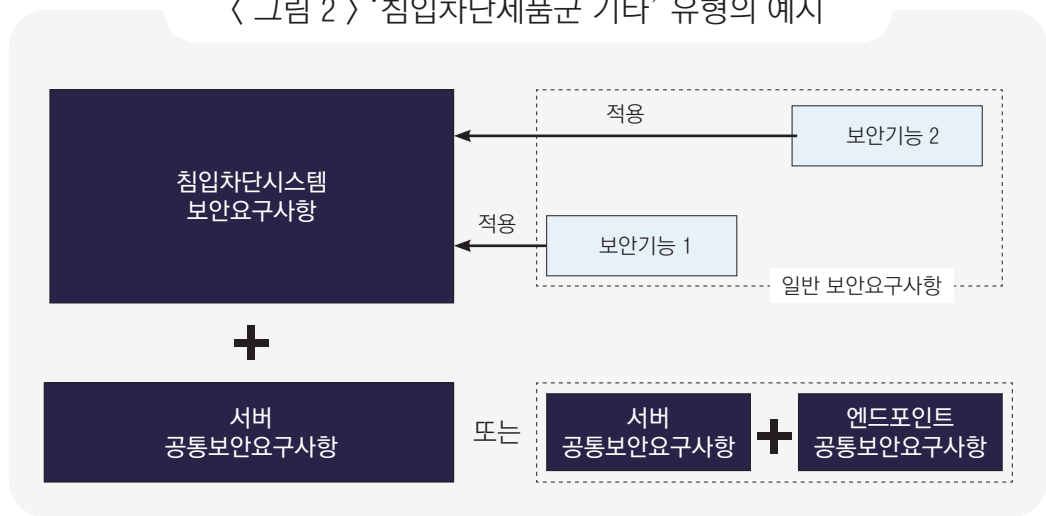 < 그림 2 > '침입차단제품군 기타' 유형의 예시
적용
보안기능 2
침입차단시스템
보안요구사항
적용
보안기능 1
일반 보안요구사항
서버
공통보안요구사항
또는
서버
공통보안요구사항
엔드포인트
공통보안요구사항